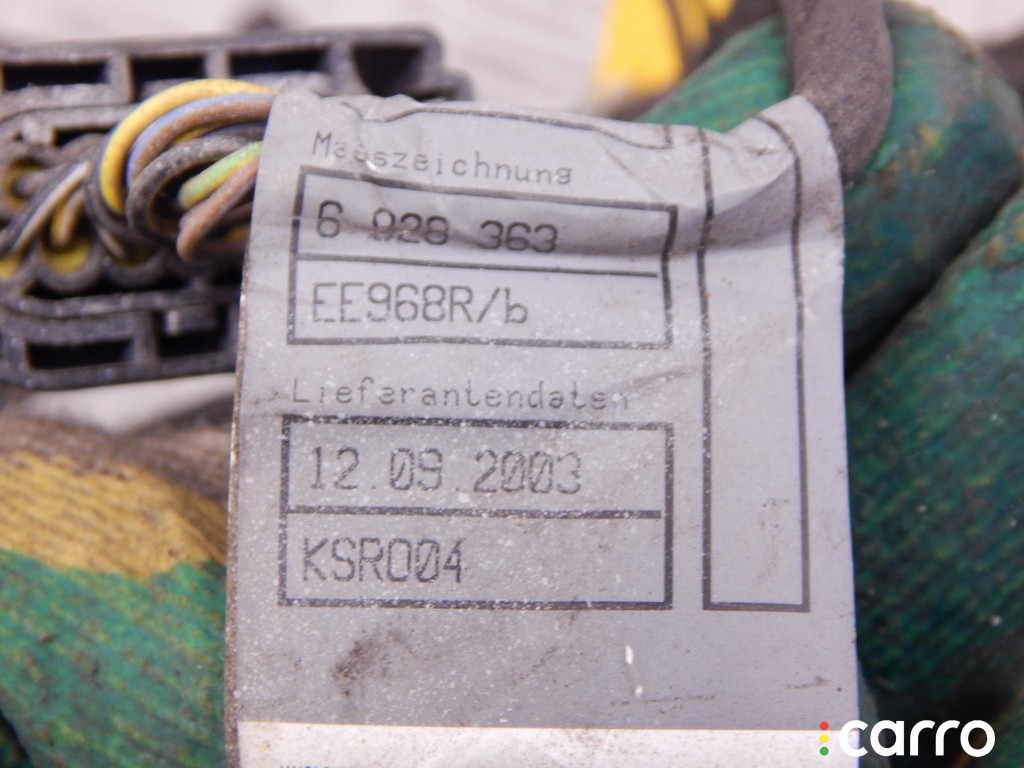 Masszeichnung
6 928 363
EE968R/b
Lieferantendaten
12.09.2003
KSR004
carro